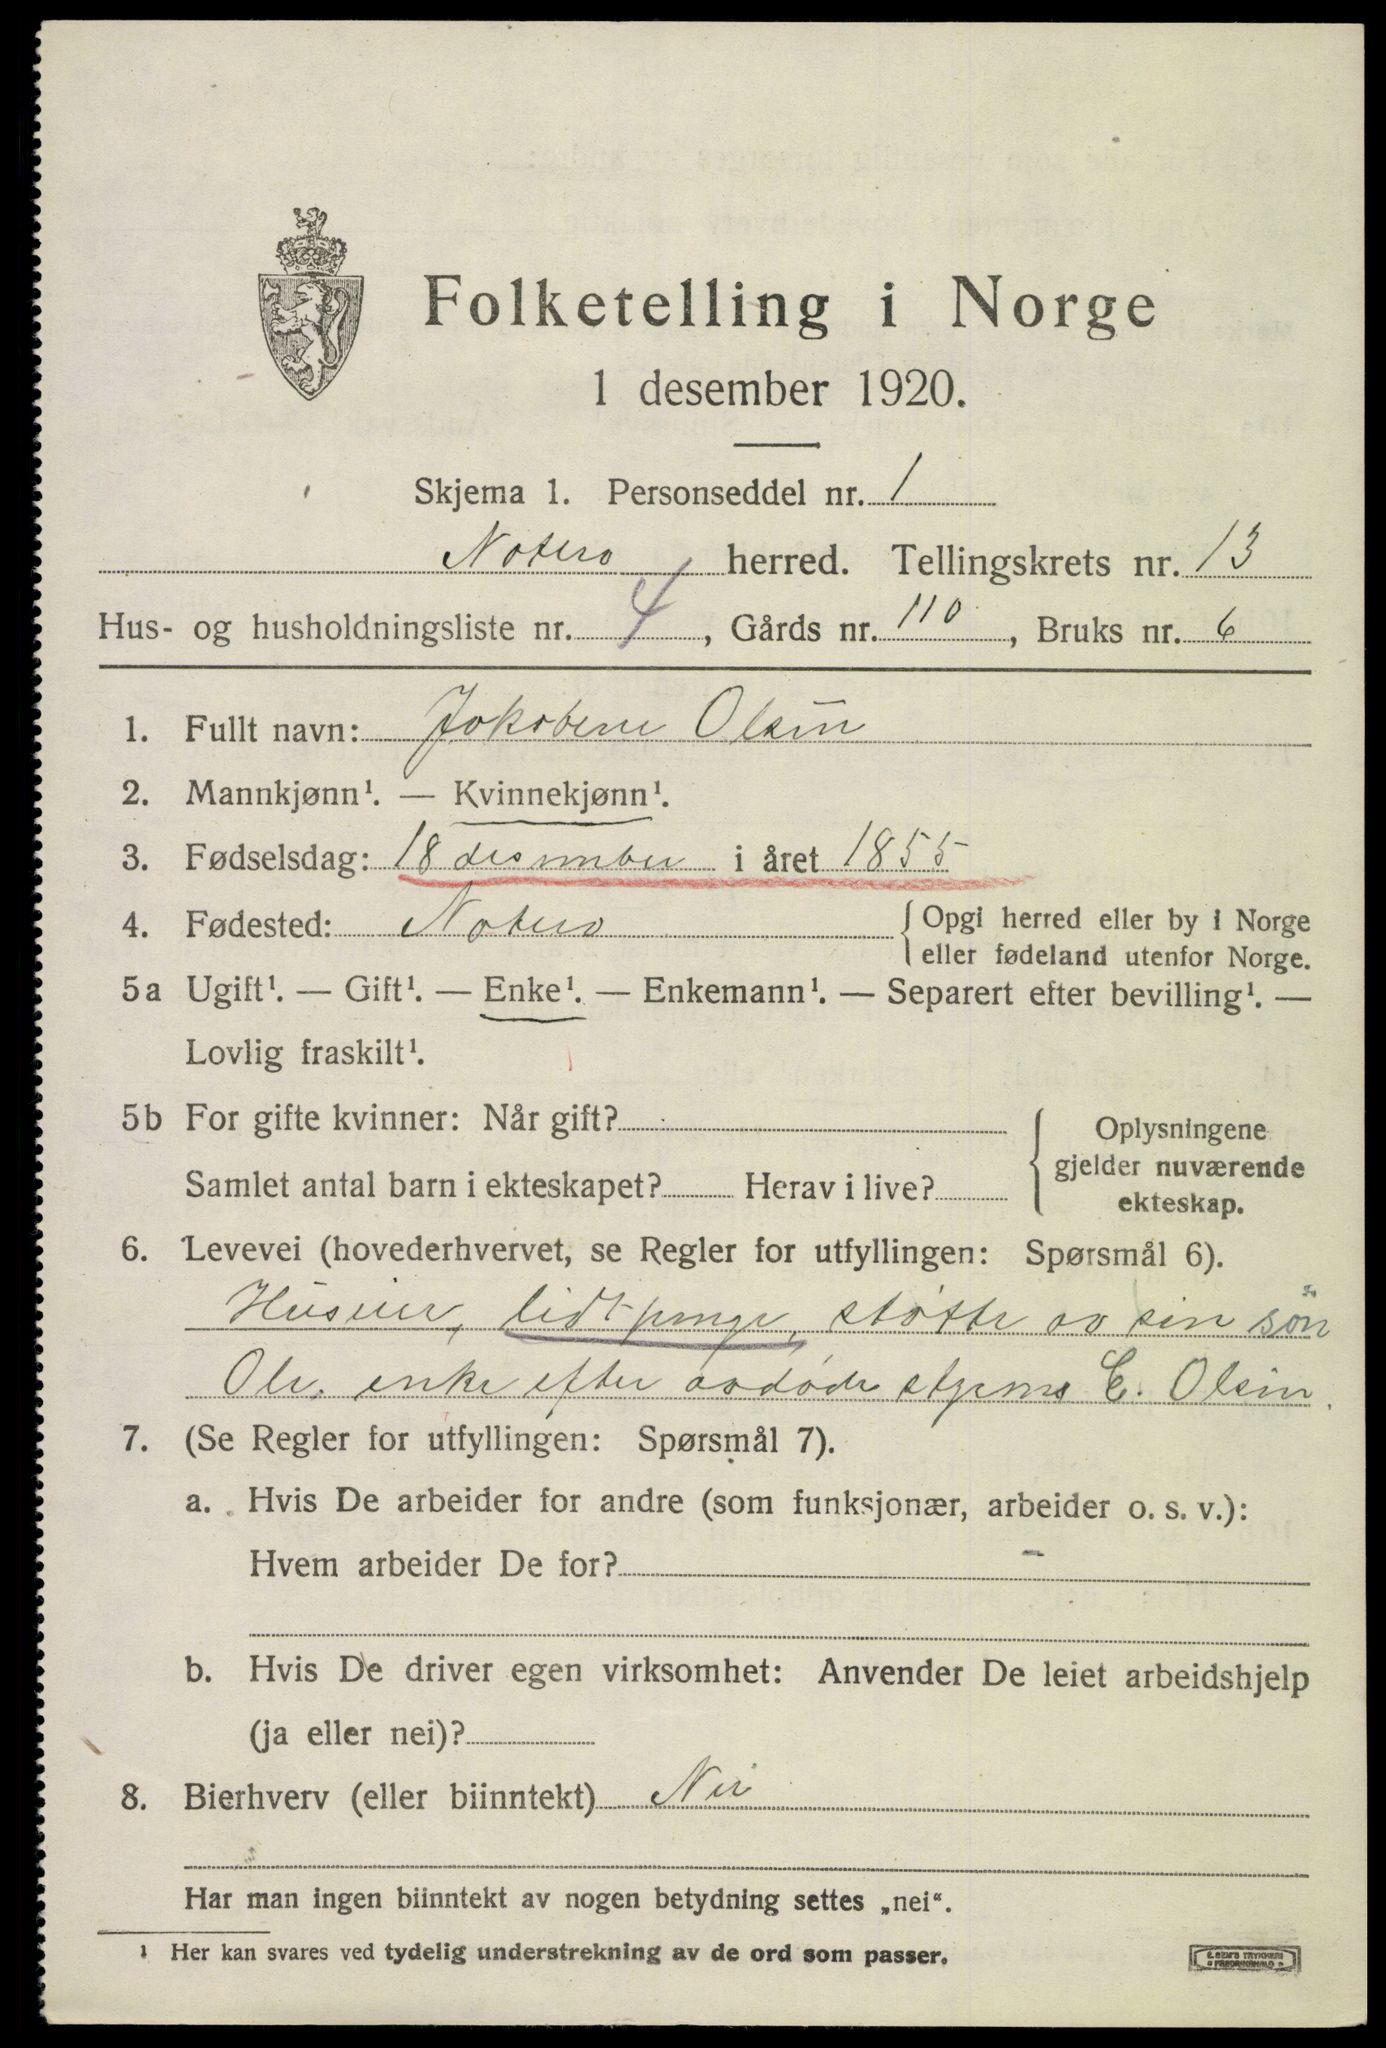 Folketelling i Norge
1 desember 1920.
Skjema 1. Personseddel nr. 1
Notero herred. Tellingskrets nr. 13
Hus- og husholdningsliste nr. 4, Gårds nr. 110, Bruks nr. 6
1. Fullt navn: Jokobene Olsen
2. Mannkjønn¹. — Kvinnekjønn¹.
3. Fødselsdag: 18 desember i året 1855
4. Fødested: Notero {Opgi herred eller by i Norge
eller fødeland utenfor Norge.
5a Ugift¹. — Gift¹. — Enke¹. — Enkemann¹. — Separert efter bevilling¹. —
Lovlig fraskilt¹.
5b For gifte kvinner: Når gift?
Samlet antal barn i ekteskapet? Herav i live?
Oplysningene
gjelder nuværende
ekteskap.
6. Levevei (hovederhvervet, se Regler for utfyllingen: Spørsmål 6).
Huseier, lidt penge, støtte av sin søn
Ole. enke efter avdøde C. Olsen.
7. (Se Regler for utfyllingen: Spørsmål 7).
a. Hvis De arbeider for andre (som funksjonær, arbeider o. s. v.):
Hvem arbeider De for? –
b. Hvis De driver egen virksomhet: Anvender De leiet arbeidshjelp
(ja eller nei)?
8. Bierhverv (eller biinntekt) Nei
Har man ingen biinntekt av nogen betydning settes „nei“.
¹ Her kan svares ved tydelig understrekning av de ord som passer.